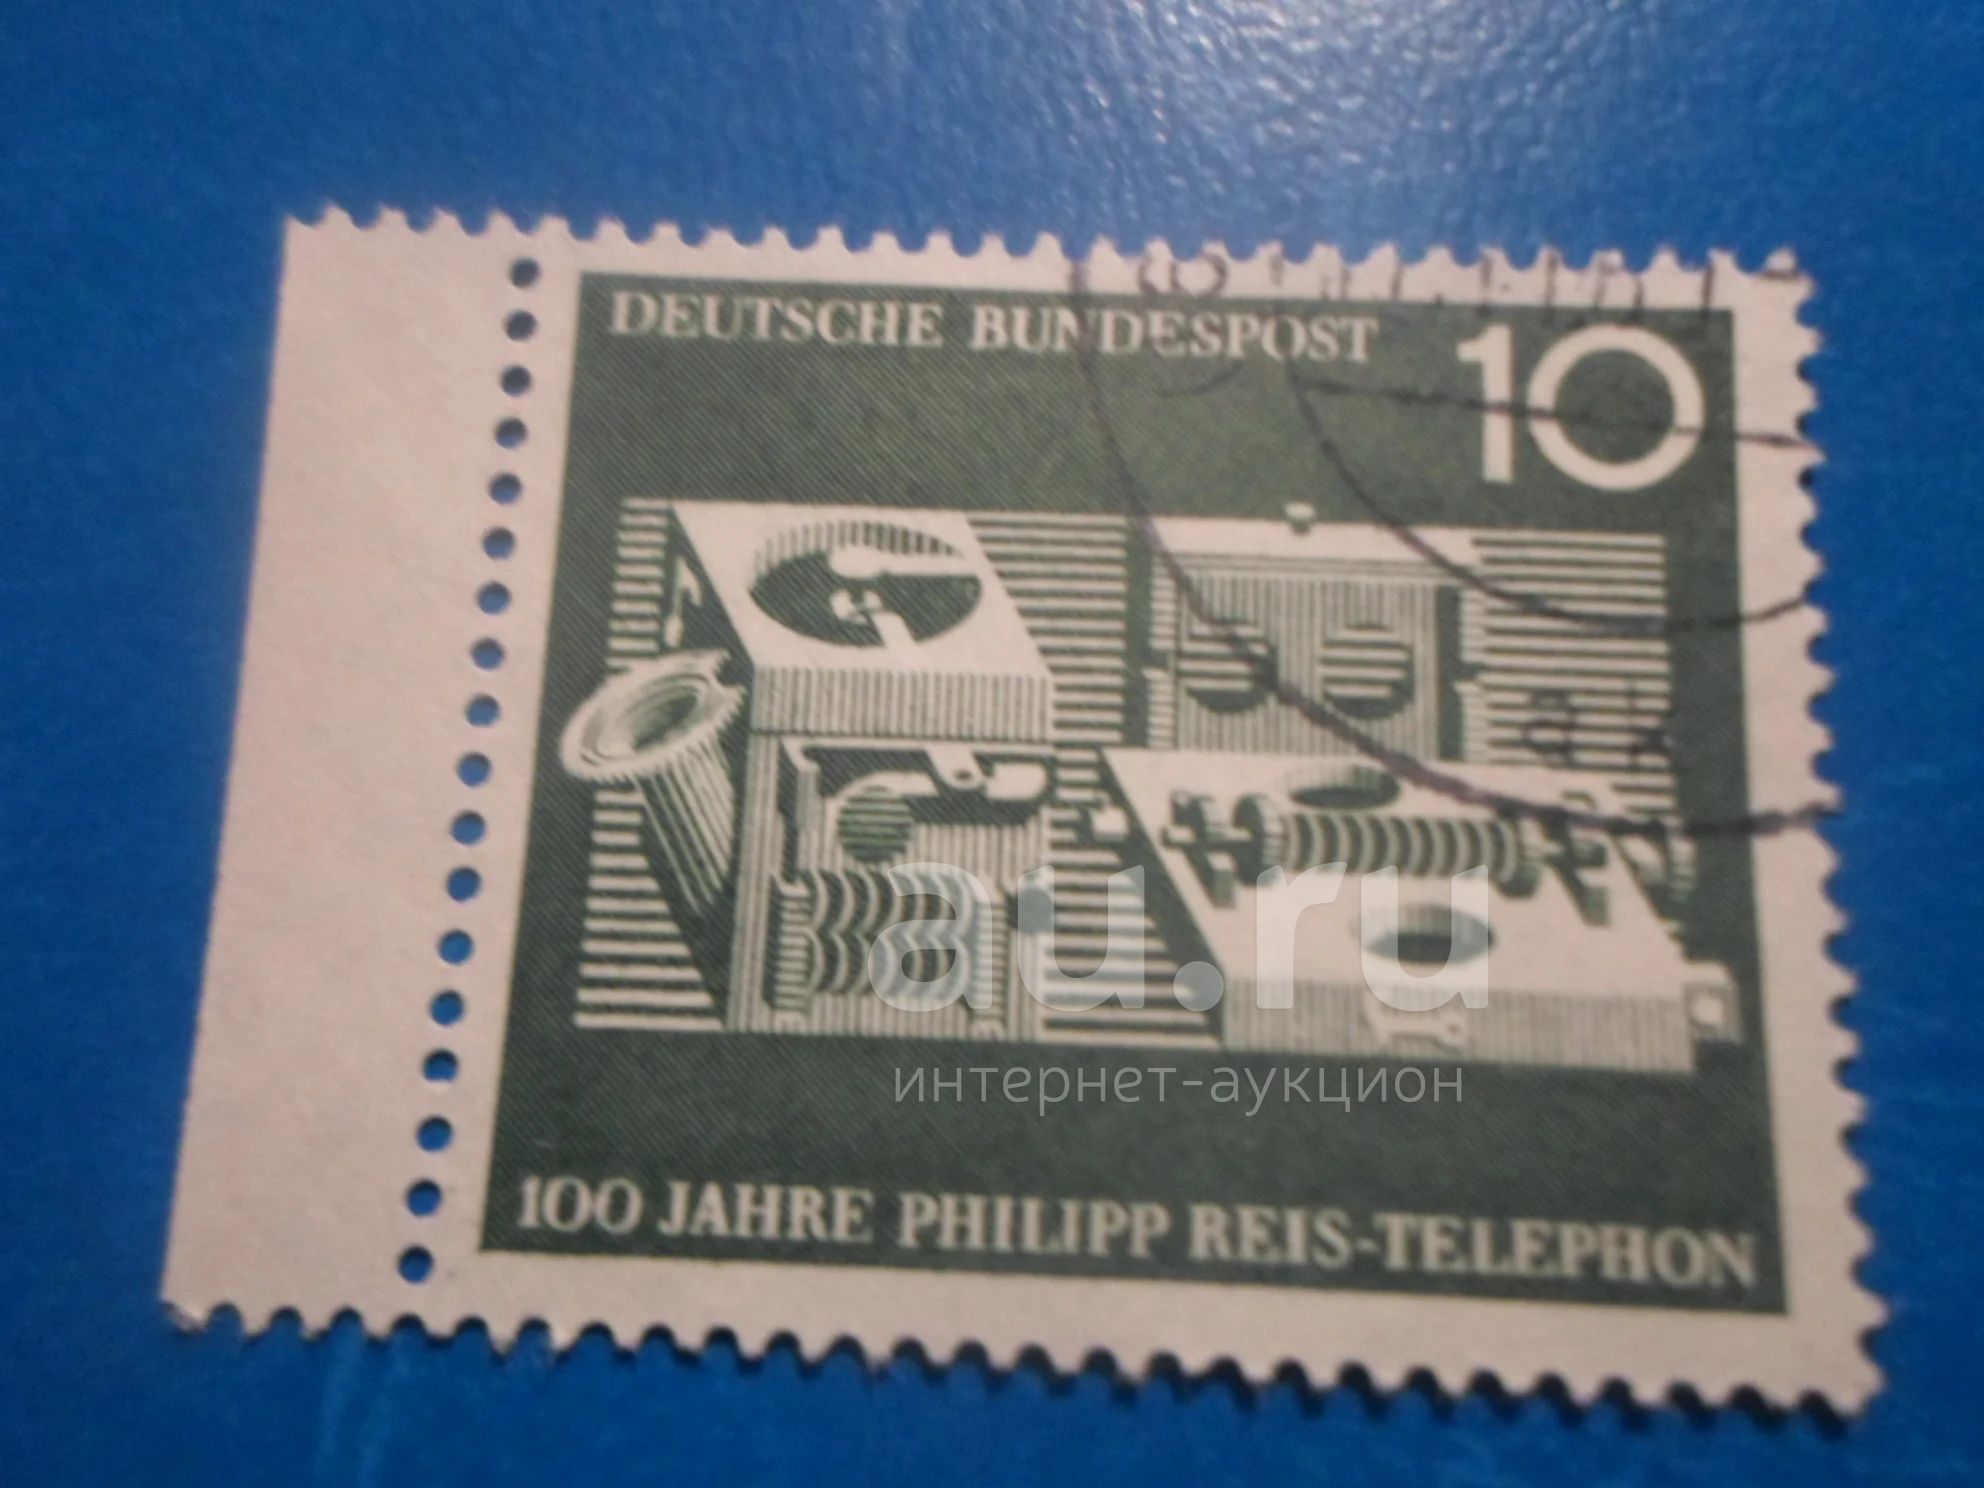 DEUTSCHE BUNDESPOST 10
au.ru
интернет-аукцион
100 JAHRE PHILIPP REIS-TELEPHON